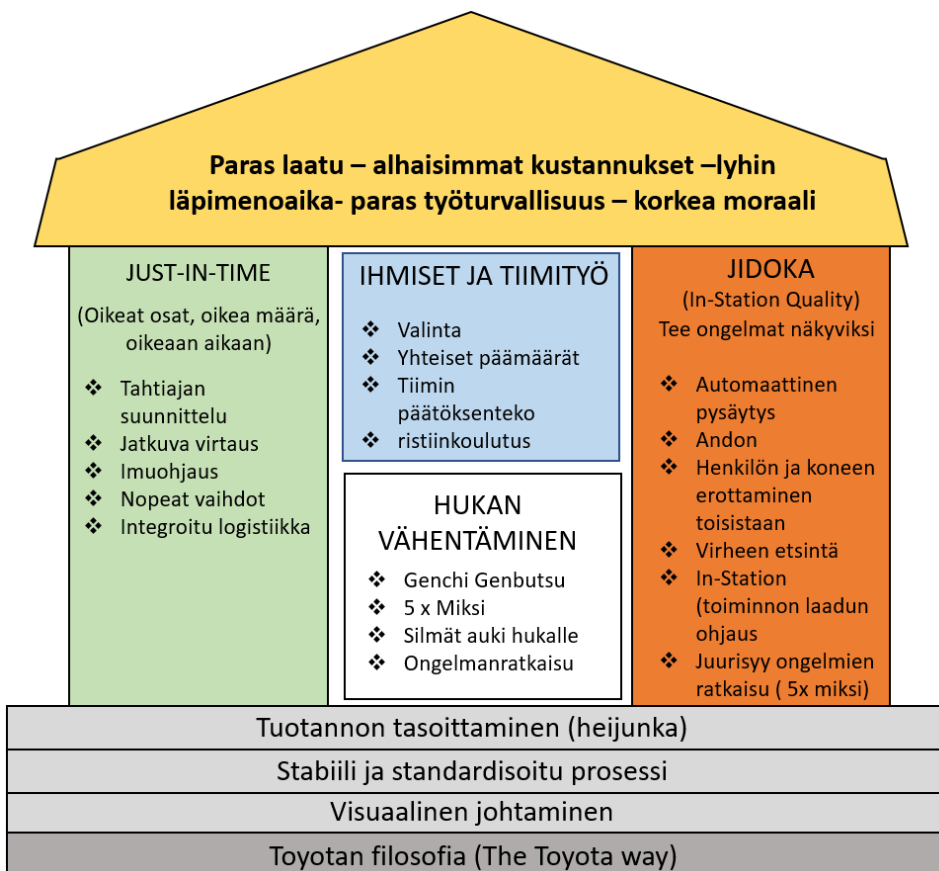 Paras laatu – alhaisimmat kustannukset –lyhin
läpimenoaika- paras työturvallisuus – korkea moraali
JUST-IN-TIME
(Oikeat osat, oikea määrä,
oikeaan aikaan)
❖ Tahtiajan
suunnittelu
❖ Jatkuva virtaus
❖ Imuohjaus
❖ Nopeat vaihdot
❖ Integroitu logistiikka
IHMISET JA TIIMITYÖ
❖ Valinta
❖ Yhteiset päämäärät
❖ Tiimin
päätöksenteko
❖ ristiinkoulutus
HUKAN
VÄHENTÄMINEN
❖ Genchi Genbutsu
❖ 5 x Miksi
❖ Silmät auki hukalle
❖ Ongelmanratkaisu
JIDOKA
(In-Station Quality)
Tee ongelmat näkyviksi
❖ Automaattinen
pysäytys
❖ Andon
❖ Henkilön ja koneen
erottaminen
toisistaan
❖ Virheen etsintä
❖ In-Station
(toiminnon laadun
ohjaus
❖ Juurisyy ongelmien
ratkaisu ( 5x miksi)
Tuotannon tasoittaminen (heijunka)
Stabiili ja standardisoitu prosessi
Visuaalinen johtaminen
Toyotan filosofia (The Toyota way)